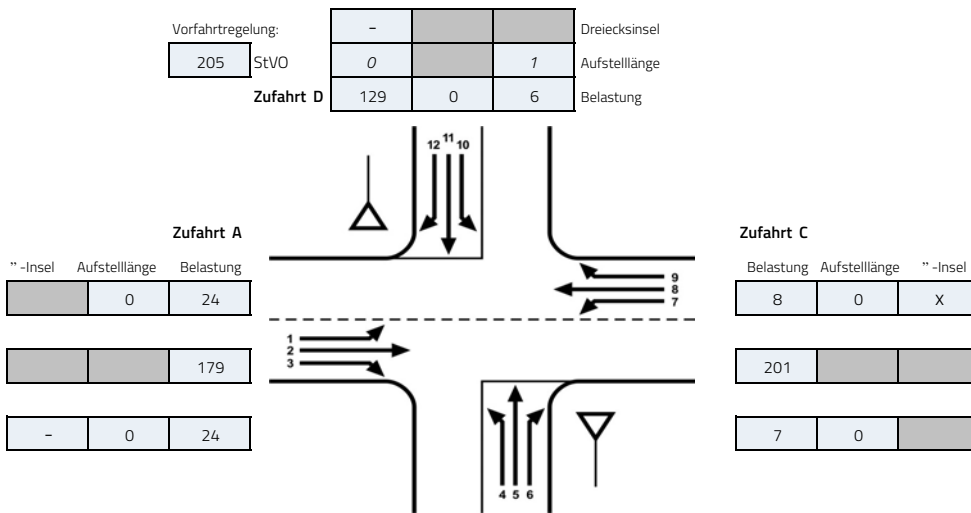 Vorfahrtregelung: - Dreiecksinsel
205 StVO 0 1 Aufstelllänge
Zufahrt D 129 0 6 Belastung
12 11 10
Zufahrt A
"-Insel Aufstelllänge Belastung
0 24
179
- 0 24
1
2
3
Zufahrt C
Belastung Aufstelllänge "-Insel
8 0 X
201
7 0
9
8
7
4 5 6